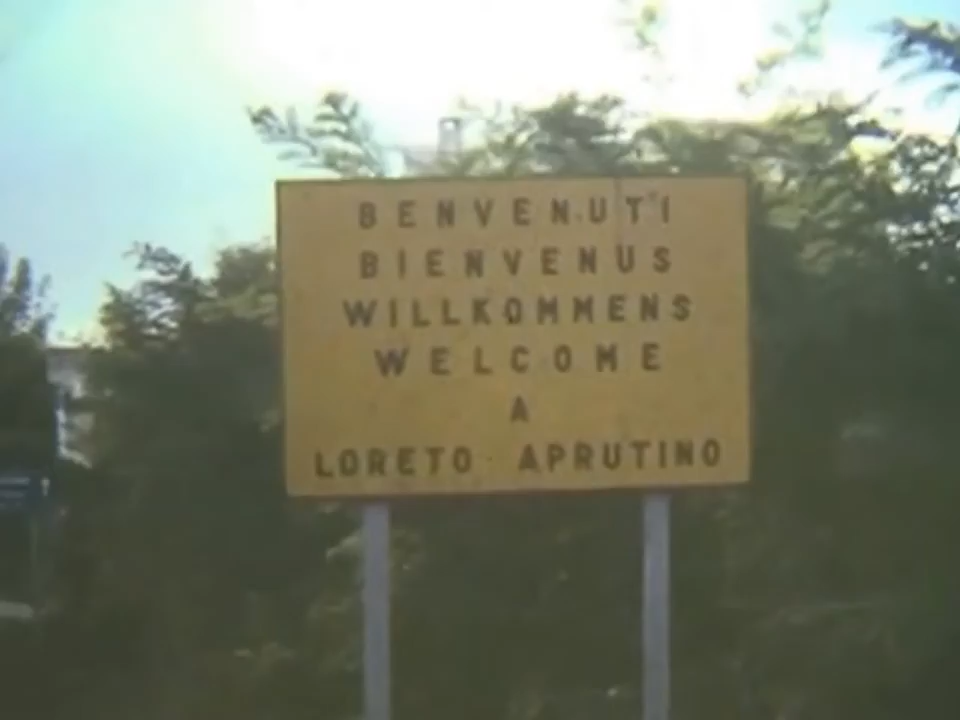 BENVENUTI
BIENVENUS
WILLKOMMENS
WELCOME
A
LORETO APRUTINO